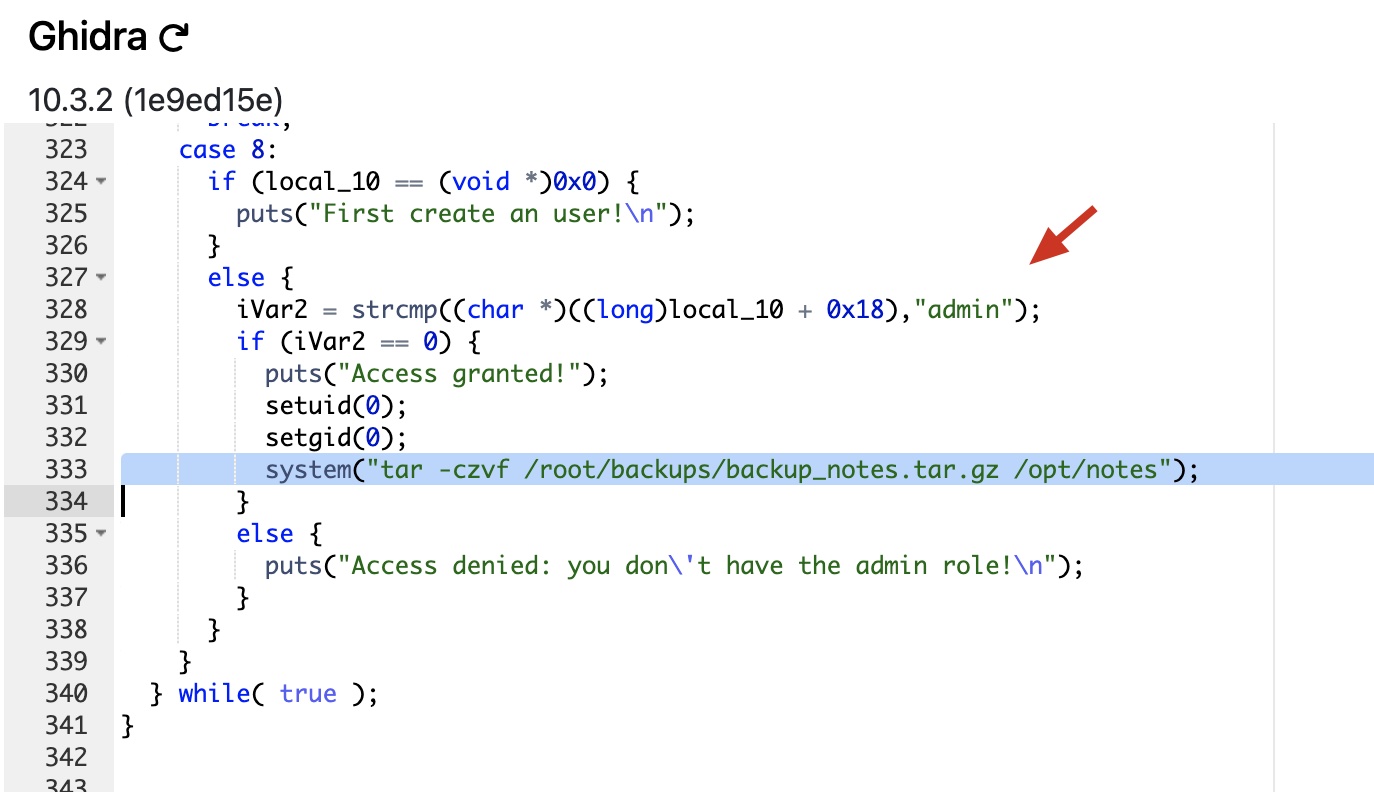 Ghidra
10.3.2 (1e9ed15e)
322 break;
323 case 8:
324 if (local_10 == (void *)0x0) {
325 puts("First create an user!\n");
326 }
327 else {
328 iVar2 = strcmp((char *)((long)local_10 + 0x18),"admin");
329 if (iVar2 == 0) {
330 puts("Access granted!");
331 setuid(0);
332 setgid(0);
333 system("tar -czvf /root/backups/backup_notes.tar.gz /opt/notes");
334 }
335 else {
336 puts("Access denied: you don\'t have the admin role!\n");
337 }
338 }
339 }
340 } while( true );
341 }
342
343